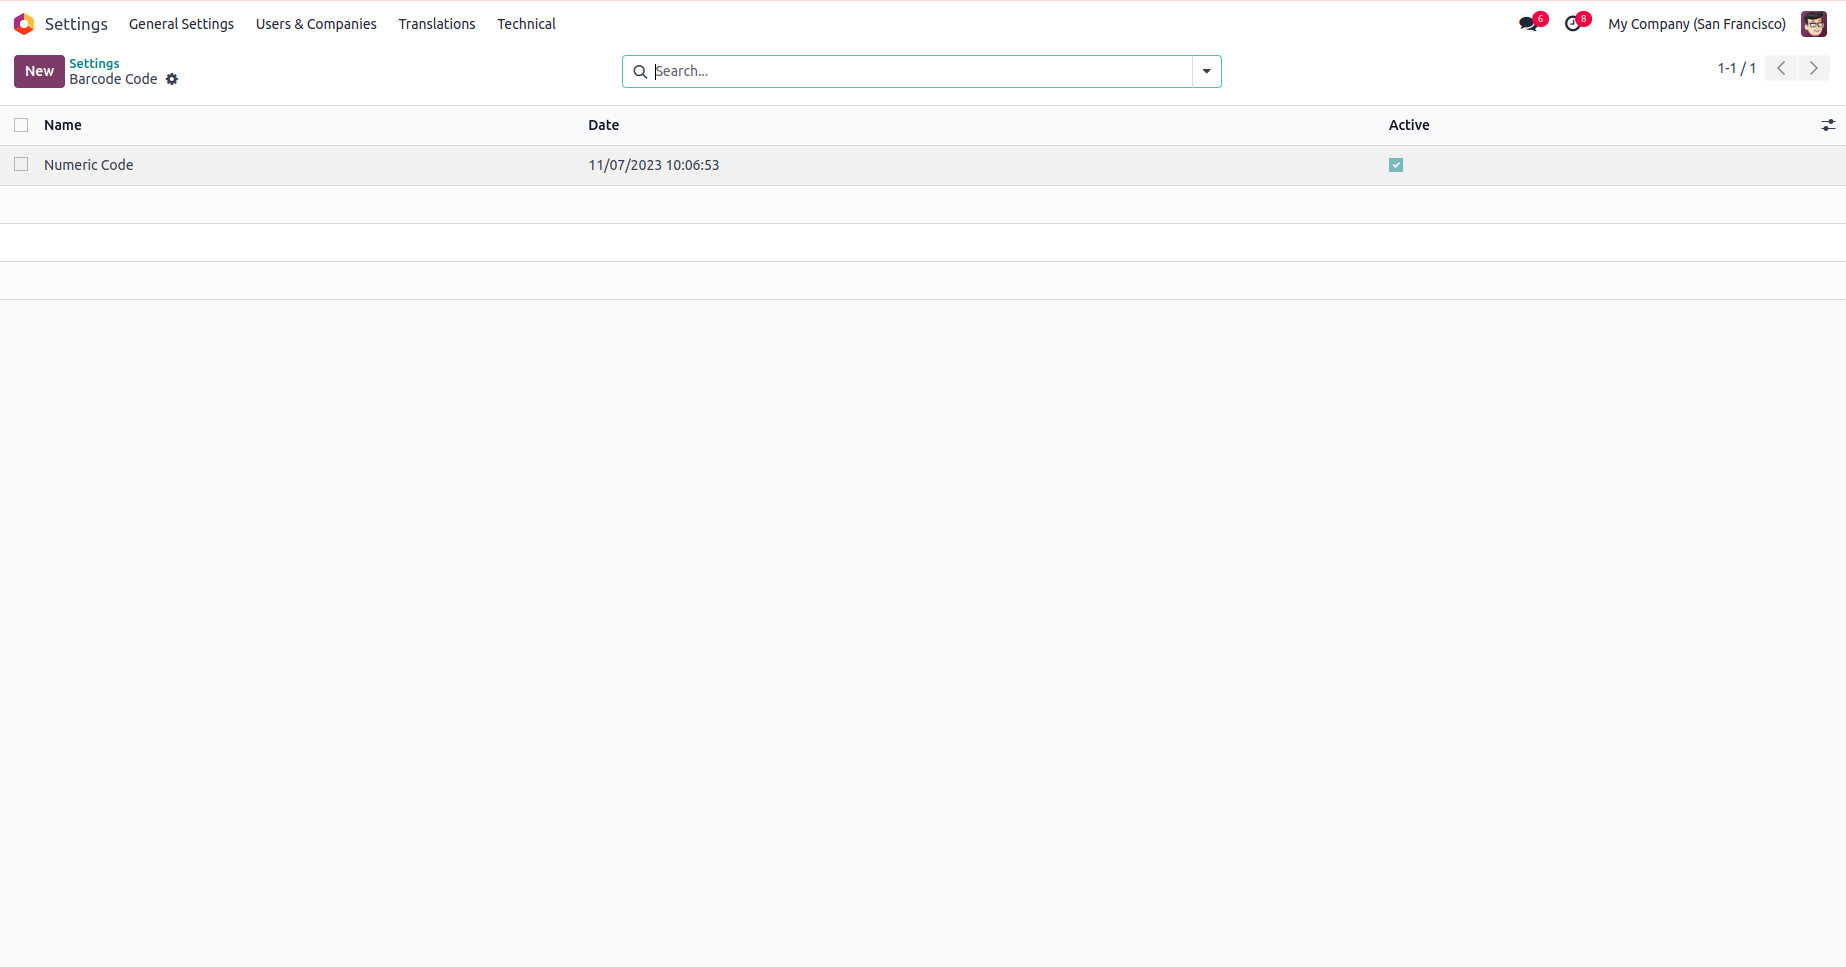 Settings General Settings Users & Companies Translations Technical 6 8 My Company (San Francisco)
New Settings Search... 1-1 / 1
Barcode Code
Name Date Active
Numeric Code 11/07/2023 10:06:53